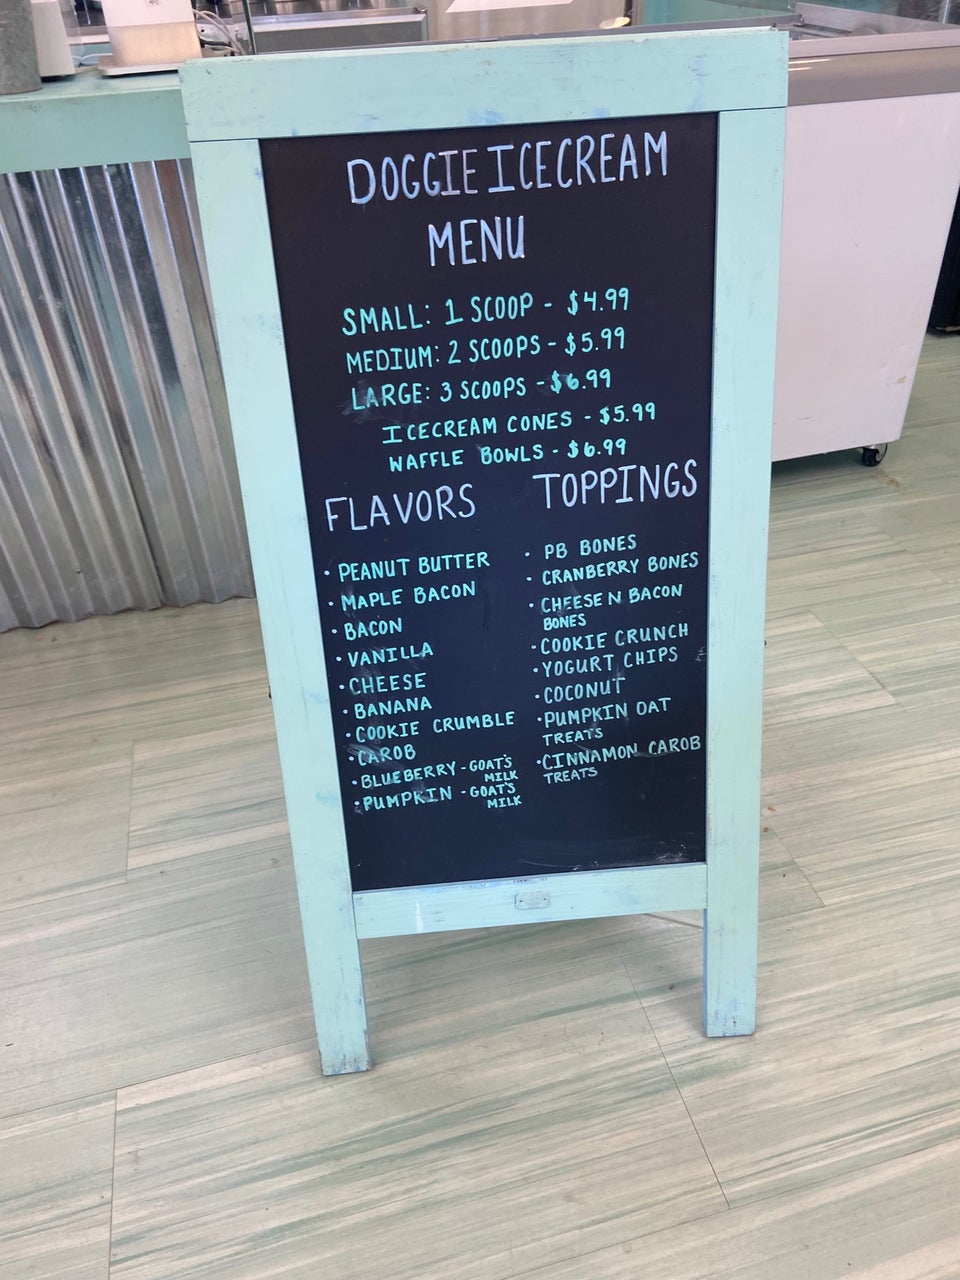 DOGGIE ICECREAM
MENU
SMALL: 1 SCOOP - $4.99
MEDIUM: 2 SCOOPS - $5.99
LARGE: 3 SCOOPS - $6.99
ICECREAM CONES - $5.99
WAFFLE BOWLS - $6.99
FLAVORS
• PEANUT BUTTER
• MAPLE BACON
• BACON
• VANILLA
• CHEESE
• BANANA
• COOKIE CRUMBLE
• CAROB
• BLUEBERRY - GOAT'S
MILK
• PUMPKIN - GOAT'S
MILK
TOPPINGS
• PB BONES
• CRANBERRY BONES
• CHEESE N BACON
BONES
• COOKIE CRUNCH
• YOGURT CHIPS
• COCONUT
• PUMPKIN OAT
TREATS
• CINNAMON CAROB
TREATS